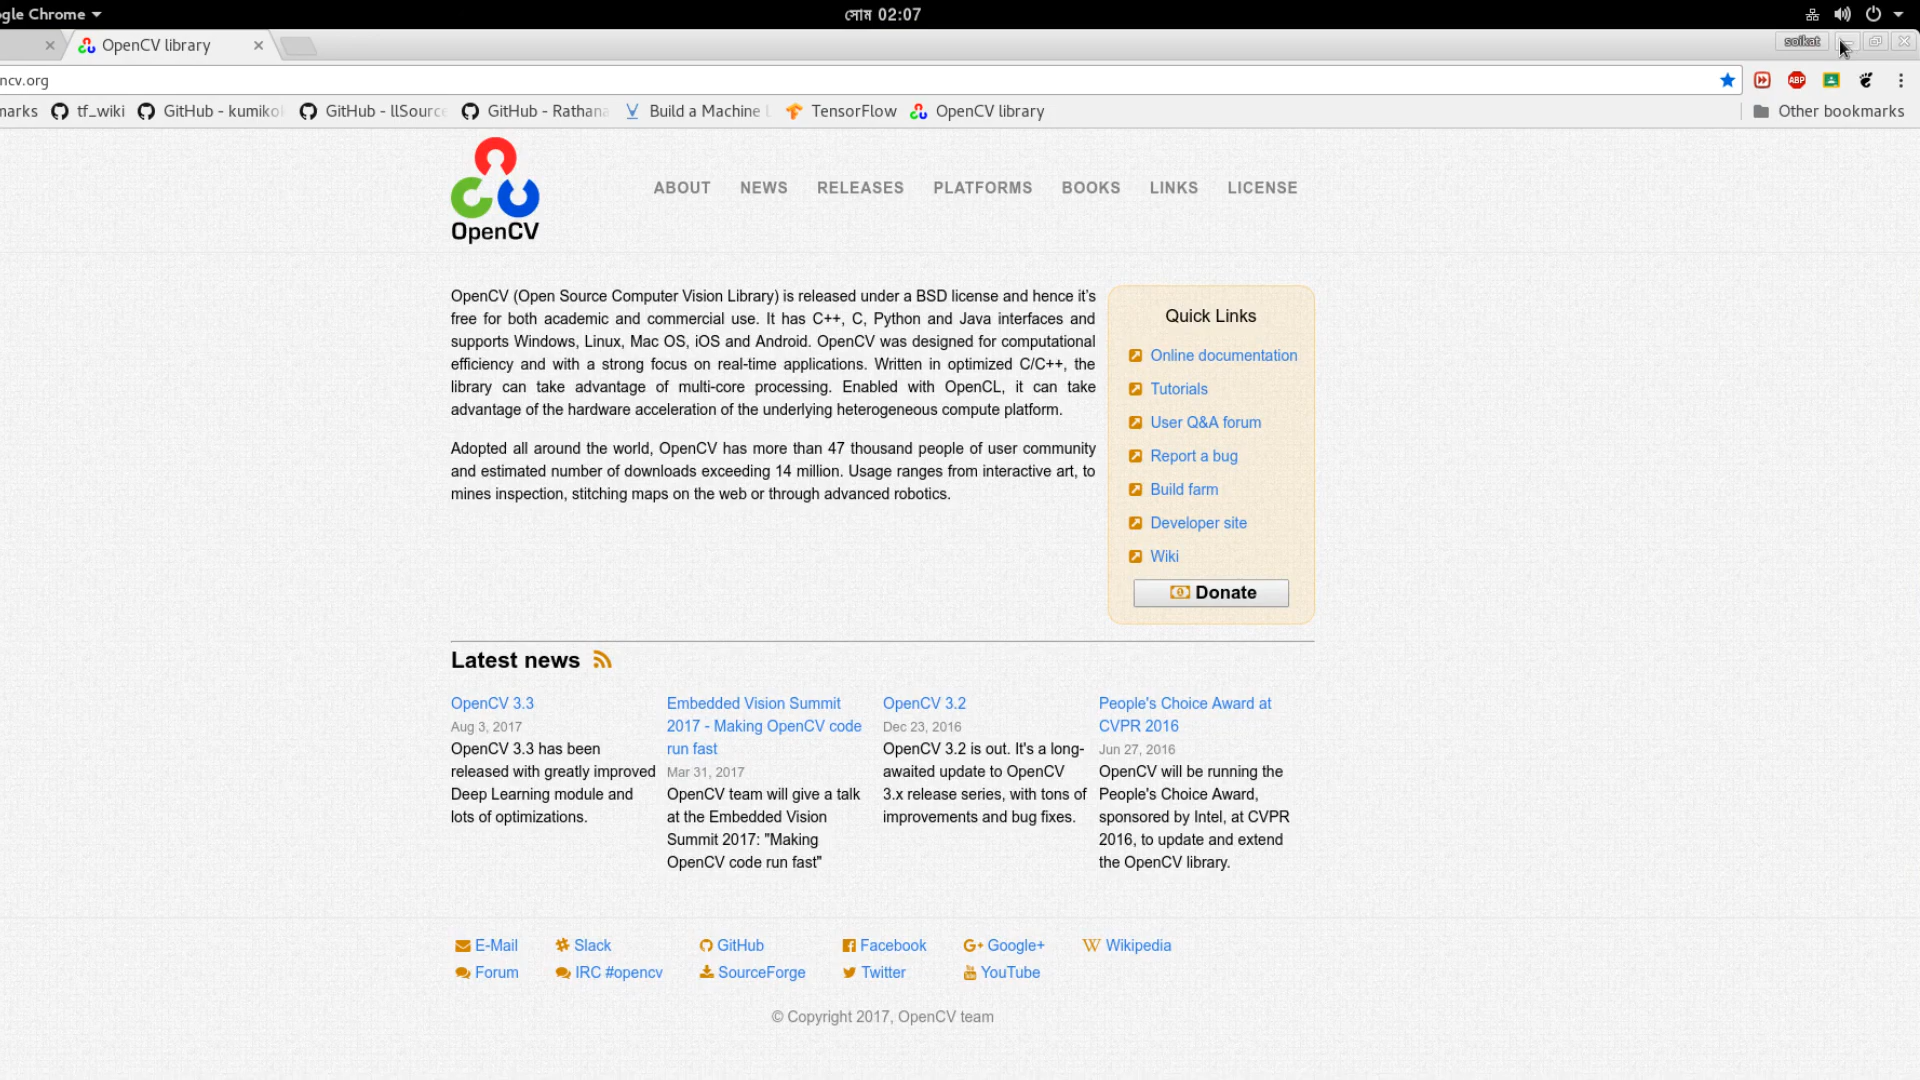 gle Chrome
সোম 02:07
OpenCV library
soikat
ncv.org
ABP
marks
tf_wiki
GitHub - kumiko
GitHub - llSource
GitHub - Rathana
Build a Machine L
TensorFlow
OpenCV library
Other bookmarks
OpenCV
ABOUT NEWS RELEASES PLATFORMS BOOKS LINKS LICENSE
OpenCV (Open Source Computer Vision Library) is released under a BSD license and hence it’s
free for both academic and commercial use. It has C++, C, Python and Java interfaces and
supports Windows, Linux, Mac OS, iOS and Android. OpenCV was designed for computational
efficiency and with a strong focus on real-time applications. Written in optimized C/C++, the
library can take advantage of multi-core processing. Enabled with OpenCL, it can take
advantage of the hardware acceleration of the underlying heterogeneous compute platform.
Adopted all around the world, OpenCV has more than 47 thousand people of user community
and estimated number of downloads exceeding 14 million. Usage ranges from interactive art, to
mines inspection, stitching maps on the web or through advanced robotics.
Quick Links
Online documentation
Tutorials
User Q&A forum
Report a bug
Build farm
Developer site
Wiki
Donate
Latest news
OpenCV 3.3
Aug 3, 2017
OpenCV 3.3 has been
released with greatly improved
Deep Learning module and
lots of optimizations.
Embedded Vision Summit
2017 - Making OpenCV code
run fast
Mar 31, 2017
OpenCV team will give a talk
at the Embedded Vision
Summit 2017: "Making
OpenCV code run fast"
OpenCV 3.2
Dec 23, 2016
OpenCV 3.2 is out. It's a long-
awaited update to OpenCV
3.x release series, with tons of
improvements and bug fixes.
People's Choice Award at
CVPR 2016
Jun 27, 2016
OpenCV will be running the
People's Choice Award,
sponsored by Intel, at CVPR
2016, to update and extend
the OpenCV library.
E-Mail Slack GitHub Facebook Google+ Wikipedia
Forum IRC #opencv SourceForge Twitter YouTube
© Copyright 2017, OpenCV team